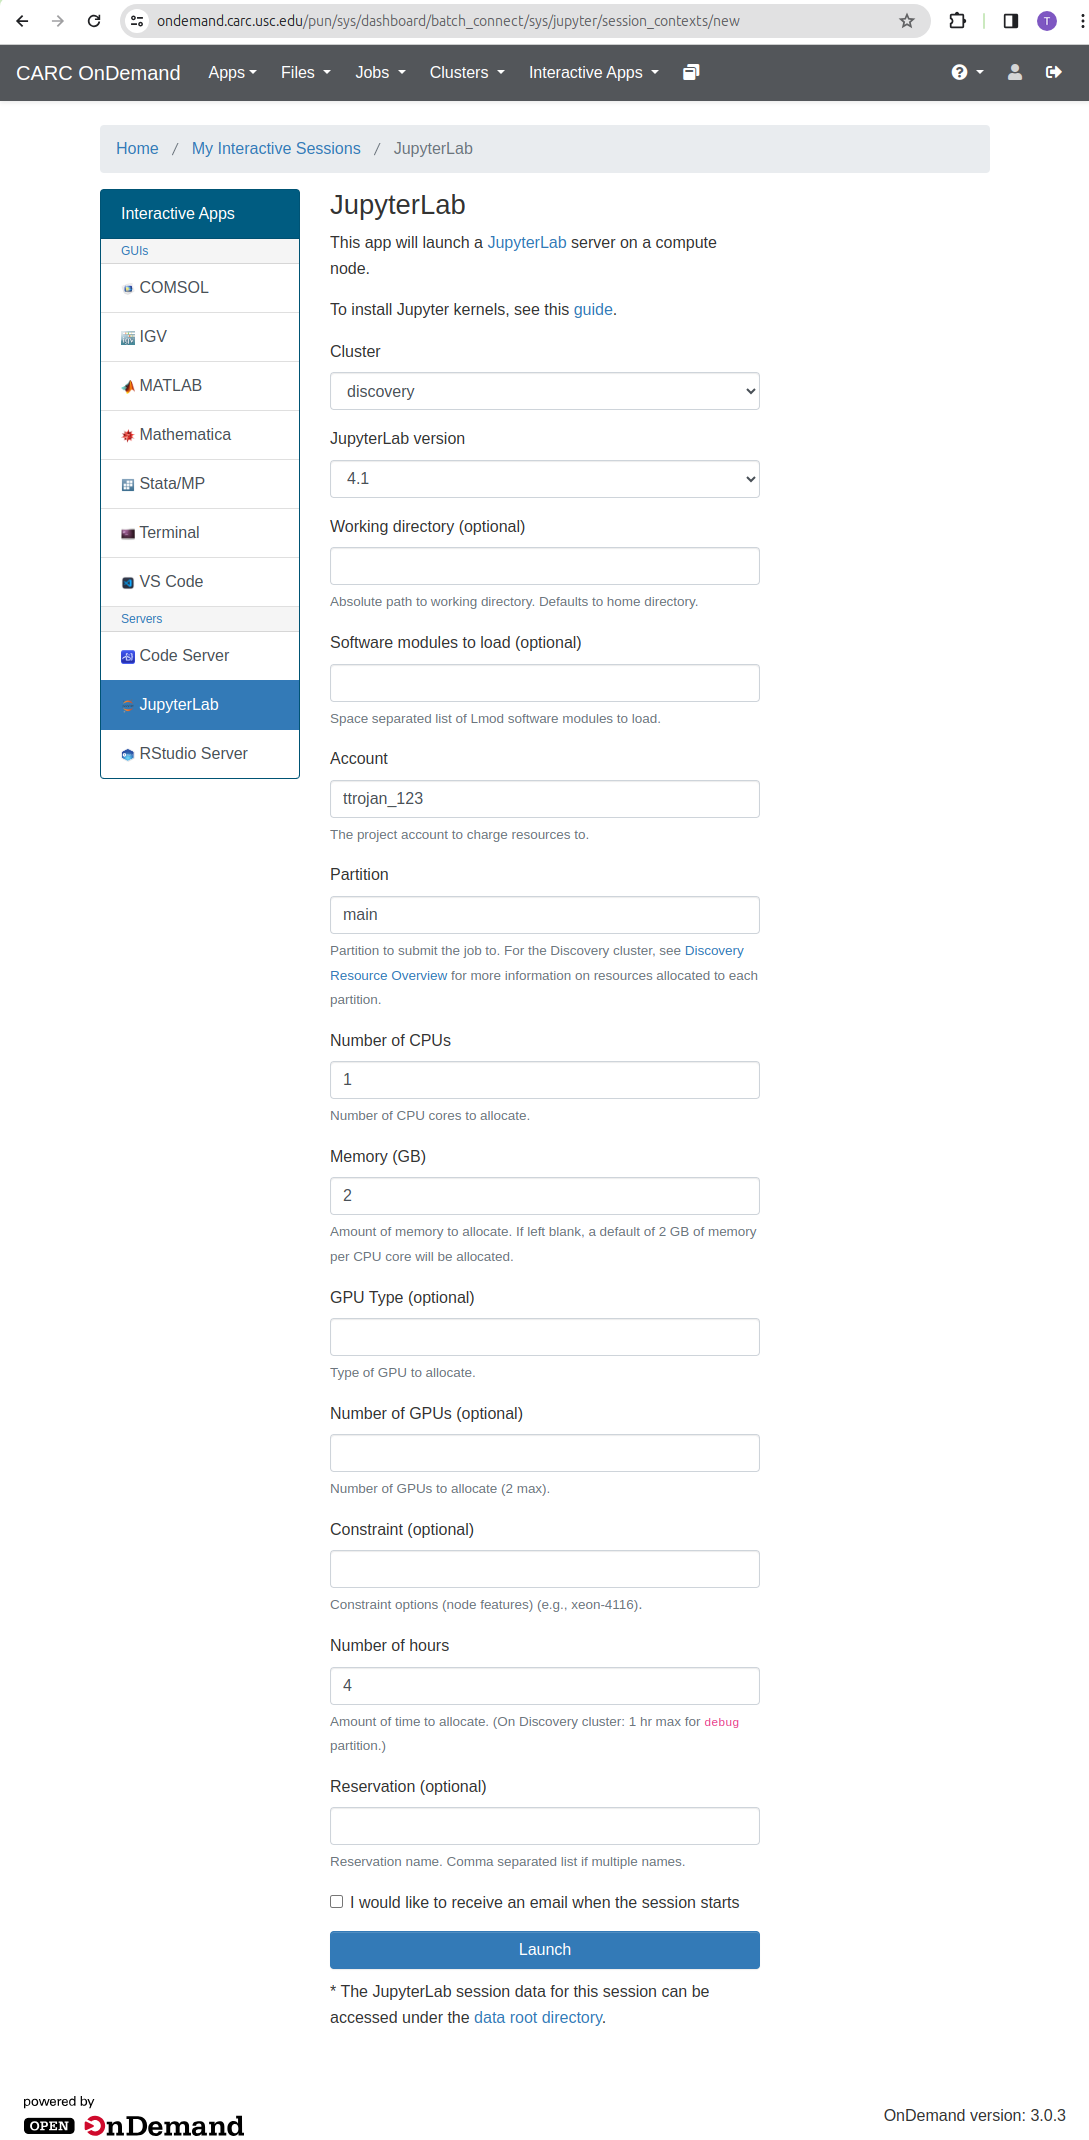 ondemand.carc.usc.edu/pun/sys/dashboard/batch_connect/sys/jupyter/session_contexts/new
T
CARC OnDemand Apps Files Jobs Clusters Interactive Apps
Home / My Interactive Sessions / JupyterLab
Interactive Apps
GUIs
COMSOL
IGV
MATLAB
Mathematica
Stata/MP
Terminal
VS Code
Servers
Code Server
JupyterLab
RStudio Server
JupyterLab
This app will launch a JupyterLab server on a compute
node.
To install Jupyter kernels, see this guide.
Cluster
discovery
JupyterLab version
4.1
Working directory (optional)
Absolute path to working directory. Defaults to home directory.
Software modules to load (optional)
Space separated list of Lmod software modules to load.
Account
ttrojan_123
The project account to charge resources to.
Partition
main
Partition to submit the job to. For the Discovery cluster, see Discovery
Resource Overview for more information on resources allocated to each
partition.
Number of CPUs
1
Number of CPU cores to allocate.
Memory (GB)
2
Amount of memory to allocate. If left blank, a default of 2 GB of memory
per CPU core will be allocated.
GPU Type (optional)
Type of GPU to allocate.
Number of GPUs (optional)
Number of GPUs to allocate (2 max).
Constraint (optional)
Constraint options (node features) (e.g., xeon-4116).
Number of hours
4
Amount of time to allocate. (On Discovery cluster: 1 hr max for debug
partition.)
Reservation (optional)
Reservation name. Comma separated list if multiple names.
I would like to receive an email when the session starts
Launch
* The JupyterLab session data for this session can be
accessed under the data root directory.
powered by
OPEN OnDemand
OnDemand version: 3.0.3